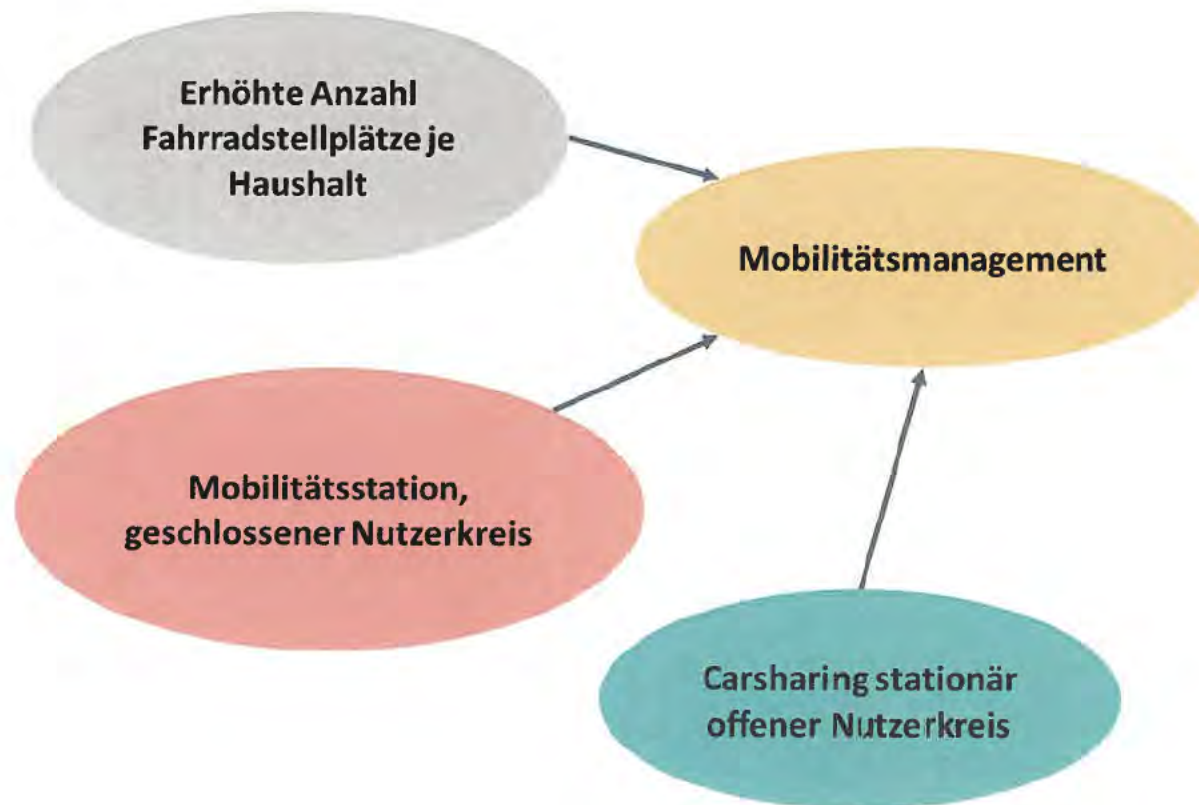 Erhöhte Anzahl
Fahrradstellplätze je
Haushalt
Mobilitätsmanagement
Mobilitätsstation,
geschlossener Nutzerkreis
Carsharing stationär
offener Nutzerkreis